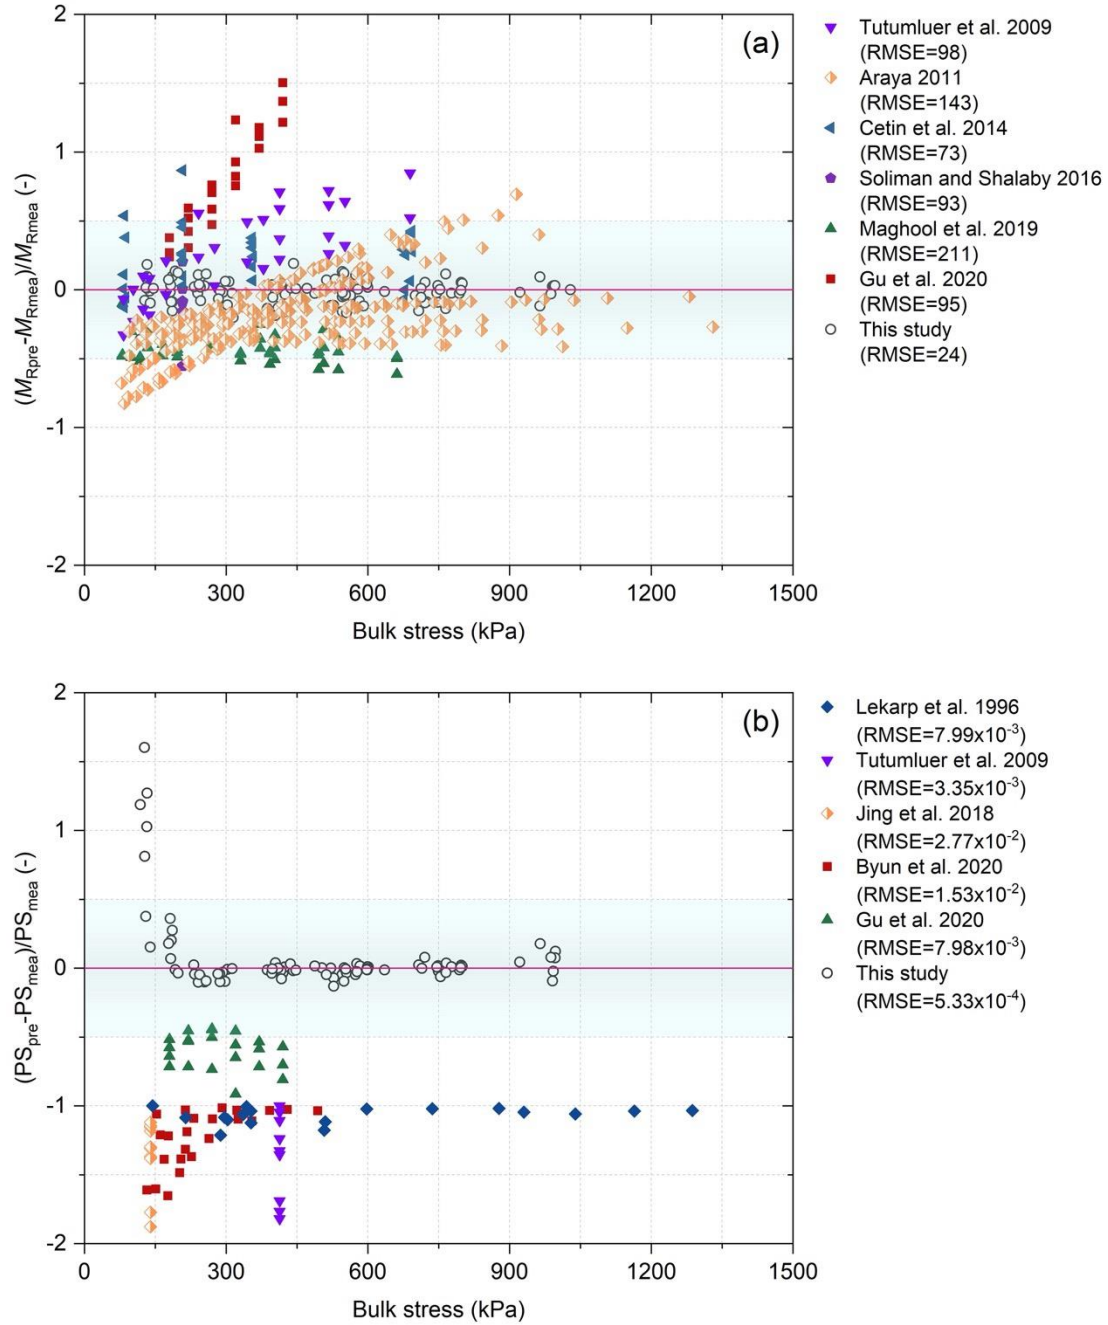 (a)
2
1
0
-1
-2
(M_Rpre-M_Rmea)/M_Rmea (-)
0
300
600
900
1200
1500
Bulk stress (kPa)
Tutumluer et al. 2009
(RMSE=98)
Araya 2011
(RMSE=143)
Cetin et al. 2014
(RMSE=73)
Soliman and Shalaby 2016
(RMSE=93)
Maghool et al. 2019
(RMSE=211)
Gu et al. 2020
(RMSE=95)
This study
(RMSE=24)
(b)
2
1
0
-1
-2
(PS_pre-PS_mea)/PS_mea (-)
0
300
600
900
1200
1500
Bulk stress (kPa)
Lekarp et al. 1996
(RMSE=7.99x10⁻³)
Tutumluer et al. 2009
(RMSE=3.35x10⁻³)
Jing et al. 2018
(RMSE=2.77x10⁻²)
Byun et al. 2020
(RMSE=1.53x10⁻²)
Gu et al. 2020
(RMSE=7.98x10⁻³)
This study
(RMSE=5.33x10⁻⁴)